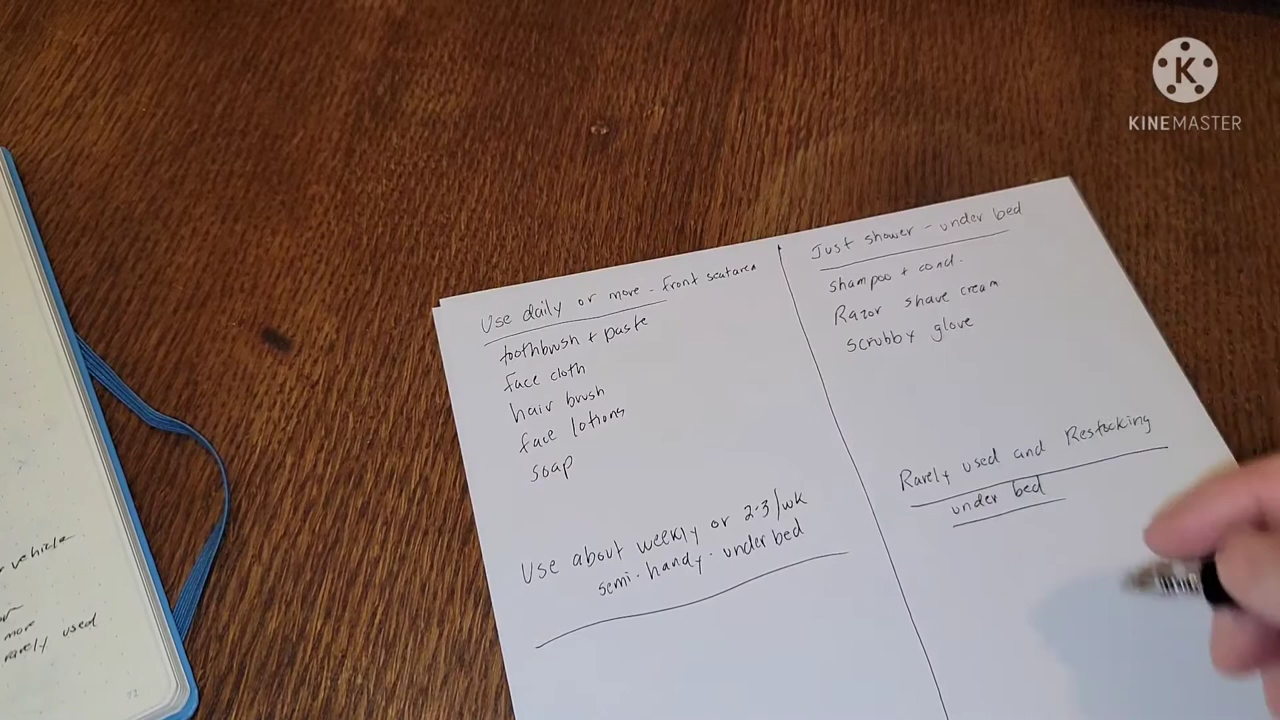 KINEMASTER
Use daily or more - front seat area
toothbrush + paste
face cloth
hair brush
face lotions
soap
Use about weekly or 2-3/wk
semi-handy-under bed
Just shower - under bed
shampoo + cond.
Razor shave cream
scrubby glove
Rarely used and Restocking
under bed
vehicle
more
rarely used